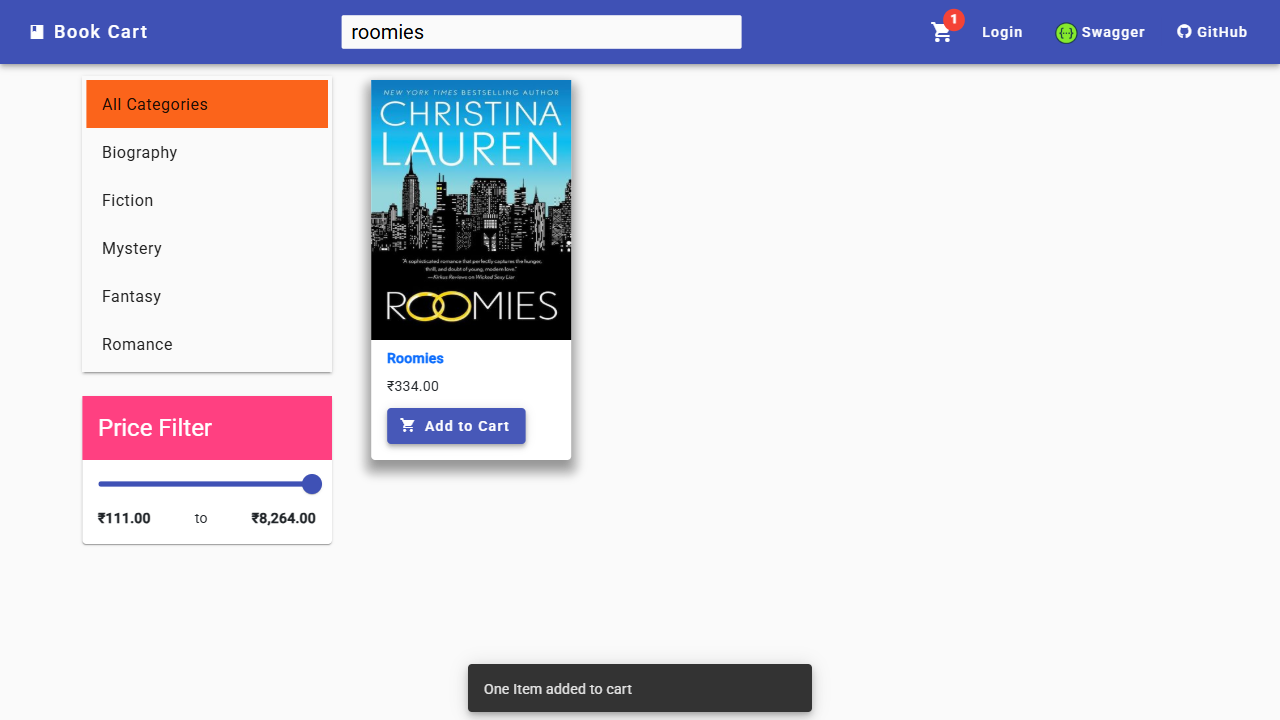 Book Cart
roomies
1
Login
Swagger
GitHub
All Categories
Biography
Fiction
Mystery
Fantasy
Romance
Price Filter
₹111.00 to ₹8,264.00
NEW YORK TIMES BESTSELLING AUTHOR
CHRISTINA
LAUREN
"A sophisticated romance that perfectly captures the hunger,
thrill, and doubt of young, modern love."
—Kirkus Reviews on Wicked Sexy Liar
ROOMIES
Roomies
₹334.00
Add to Cart
One Item added to cart